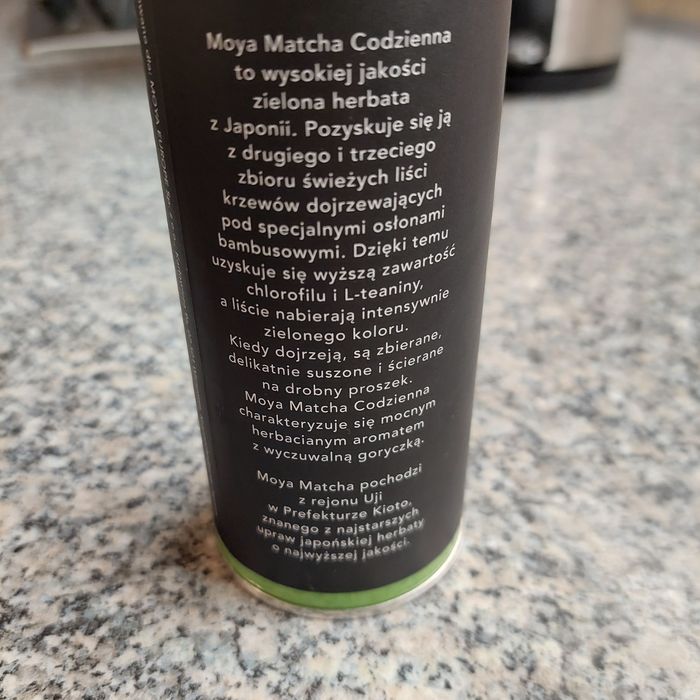 Moya Matcha Codzienna
to wysokiej jakości
zielona herbata
z Japonii. Pozyskuje się ją
z drugiego i trzeciego
zbioru świeżych liści
krzewów dojrzewających
pod specjalnymi osłonami
bambusowymi. Dzięki temu
uzyskuje się wyższą zawartość
chlorofilu i L-teaniny,
a liście nabierają intensywnie
zielonego koloru.
Kiedy dojrzeją, są zbierane,
delikatnie suszone i ścierane
na drobny proszek.
Moya Matcha Codzienna
charakteryzuje się mocnym
herbacianym aromatem
z wyczuwalną goryczką.
Moya Matcha pochodzi
z rejonu Uji
w Prefekturze Kioto,
znanego z najstarszych
upraw japońskiej herbaty
o najwyższej jakości.
dla: MOYA